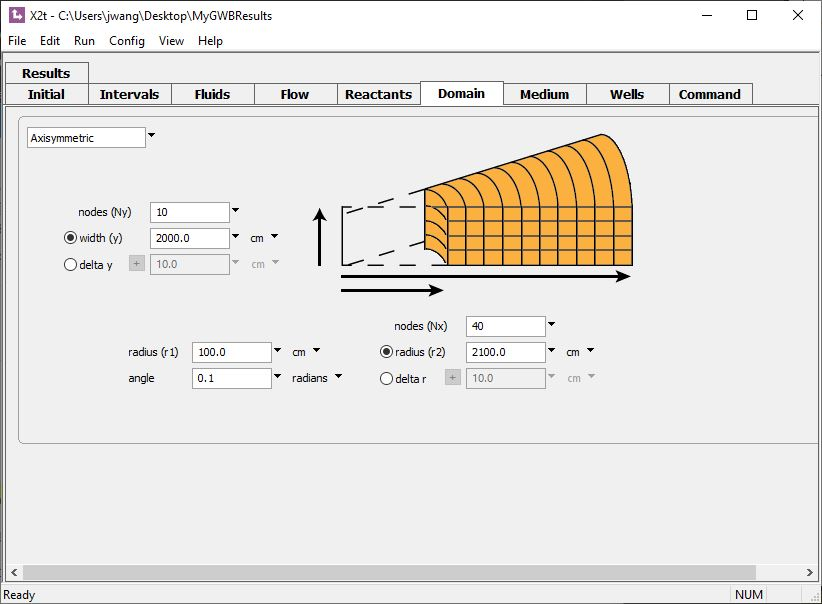 X2t - C:\Users\jwang\Desktop\MyGWBResults
File Edit Run Config View Help
Results
Initial Intervals Fluids Flow Reactants Domain Medium Wells Command
Axisymmetric
nodes (Ny) 10
width (y) 2000.0 cm
delta y + 10.0 cm
nodes (Nx) 40
radius (r1) 100.0 cm radius (r2) 2100.0 cm
angle 0.1 radians delta r + 10.0 cm
Ready NUM